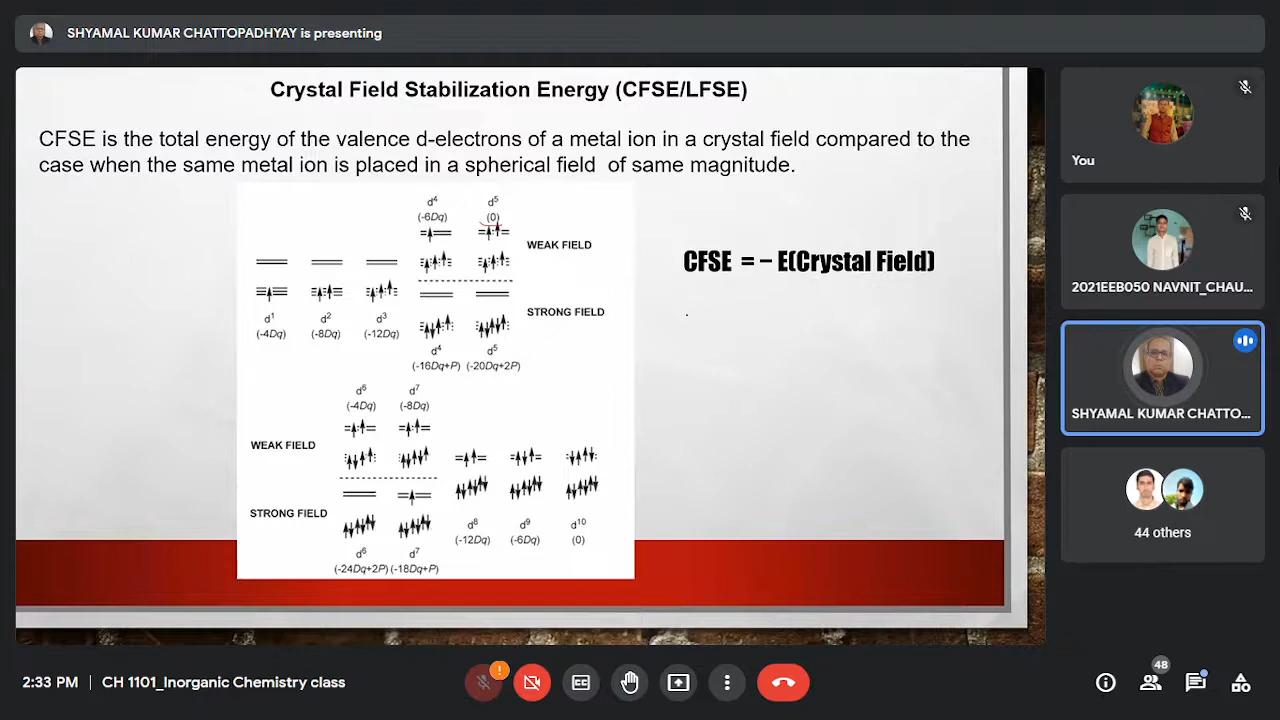 SHYAMAL KUMAR CHATTOPADHYAY is presenting
Crystal Field Stabilization Energy (CFSE/LFSE)
CFSE is the total energy of the valence d-electrons of a metal ion in a crystal field compared to the
case when the same metal ion is placed in a spherical field of same magnitude.
d⁴ d⁵
(-6Dq) (0)
WEAK FIELD
d¹ d² d³
(-4Dq) (-8Dq) (-12Dq)
STRONG FIELD
d⁴ d⁵
(-16Dq+P) (-20Dq+2P)
d⁶ d⁷
(-4Dq) (-8Dq)
WEAK FIELD
STRONG FIELD
d⁸ d⁹ d¹⁰
(-12Dq) (-6Dq) (0)
d⁶ d⁷
(-24Dq+2P) (-18Dq+P)
CFSE = – E(Crystal Field)
You
2021EEB050 NAVNIT_CHAU...
SHYAMAL KUMAR CHATTO...
44 others
2:33 PM | CH 1101_Inorganic Chemistry class
!
CC
48